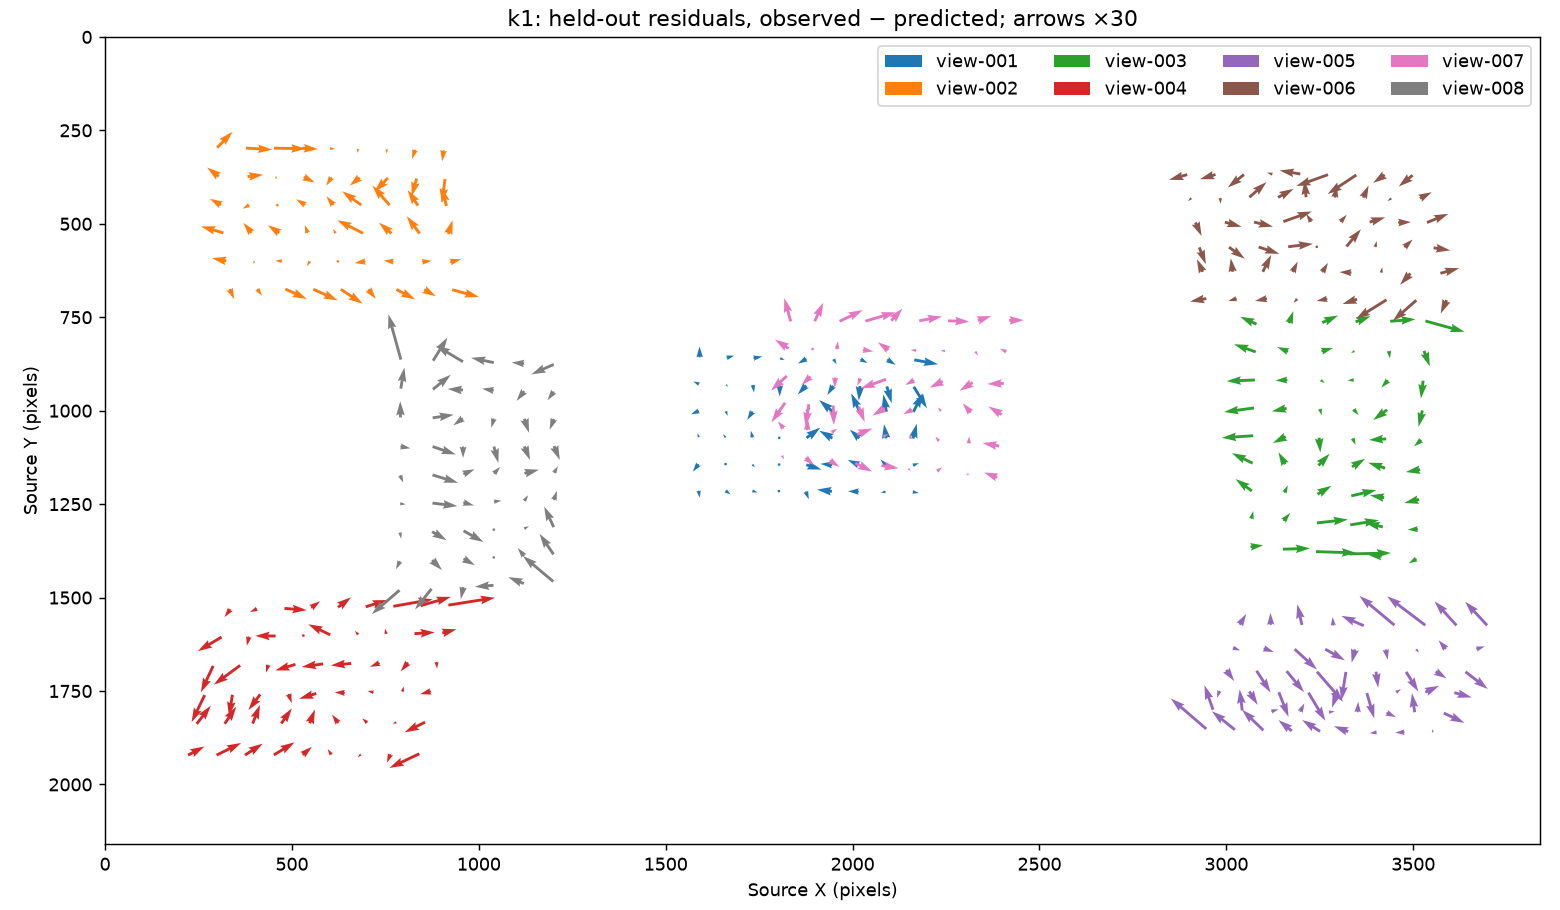 k1: held-out residuals, observed − predicted; arrows ×30
view-001 view-003 view-005 view-007
view-002 view-004 view-006 view-008
0
250
500
750
1000
1250
1500
1750
2000
Source Y (pixels)
0 500 1000 1500 2000 2500 3000 3500
Source X (pixels)